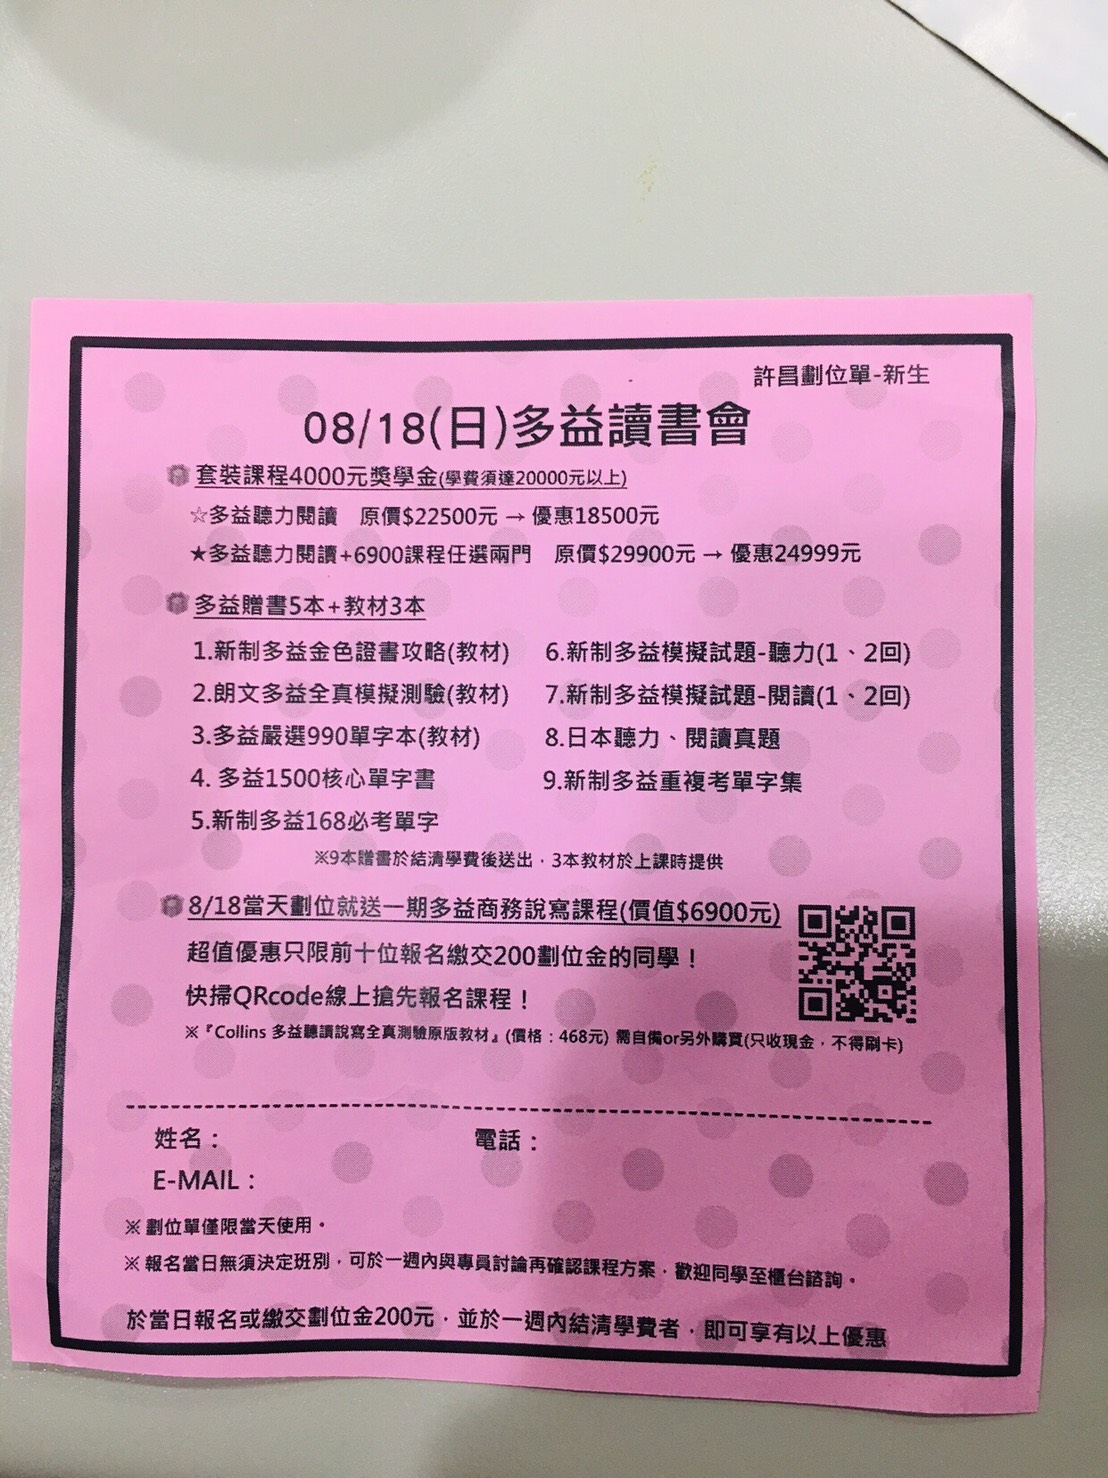 許昌劃位單-新生
08/18(日)多益讀書會
套裝課程4000元獎學金(學費須達20000元以上)
☆多益聽力閱讀 原價$22500元 → 優惠18500元
★多益聽力閱讀+6900課程任選兩門 原價$29900元 → 優惠24999元
多益贈書5本+教材3本
1.新制多益金色證書攻略(教材)
2.朗文多益全真模擬測驗(教材)
3.多益嚴選990單字本(教材)
4. 多益1500核心單字書
5.新制多益168必考單字
6.新制多益模擬試題-聽力(1、2回)
7.新制多益模擬試題-閱讀(1、2回)
8.日本聽力、閱讀真題
9.新制多益重複考單字集
※9本贈書於結清學費後送出，3本教材於上課時提供
8/18當天劃位就送一期多益商務說寫課程(價值$6900元)
超值優惠只限前十位報名繳交200劃位金的同學！
快掃QRcode線上搶先報名課程！
※『Collins 多益聽讀說寫全真測驗原版教材』(價格：468元) 需自備or另外購買(只收現金，不得刷卡)
姓名： 電話：
E-MAIL：
※ 劃位單僅限當天使用。
※ 報名當日無須決定班別，可於一週內與專員討論再確認課程方案，歡迎同學至櫃台諮詢。
於當日報名或繳交劃位金200元，並於一週內結清學費者，即可享有以上優惠